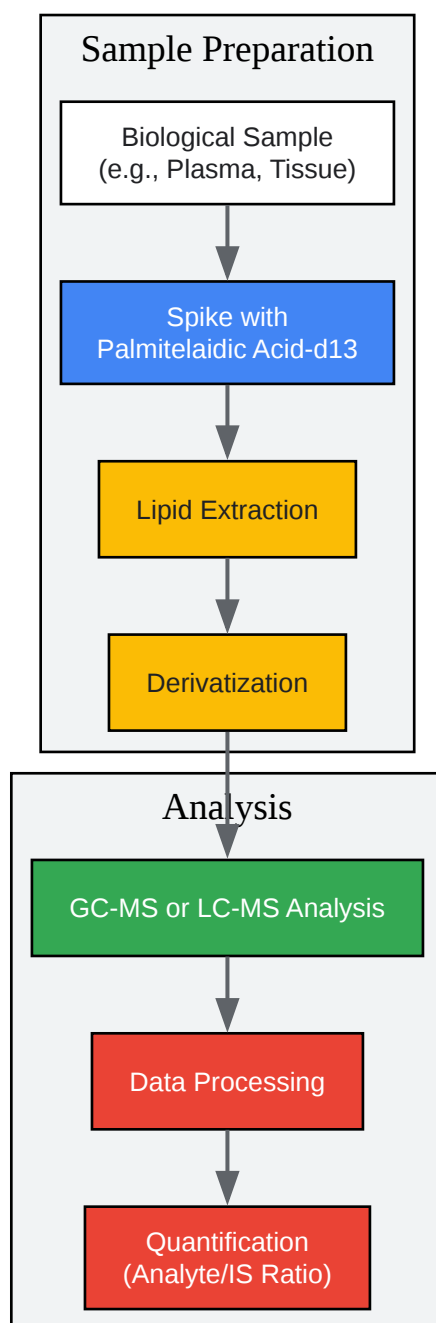 Sample Preparation
Biological Sample
(e.g., Plasma, Tissue)
Spike with
Palmitelaidic Acid-d13
Lipid Extraction
Derivatization
Analysis
GC-MS or LC-MS Analysis
Data Processing
Quantification
(Analyte/IS Ratio)